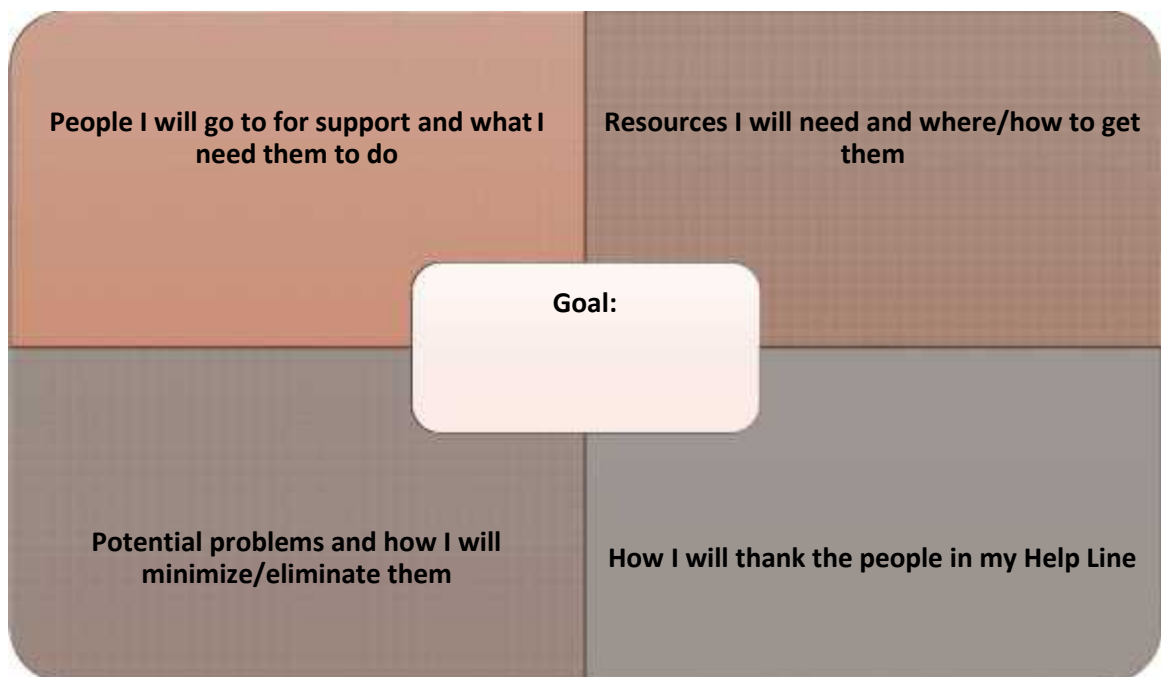 People I will go to for support and what I
need them to do
Resources I will need and where/how to get
them
Goal:
Potential problems and how I will
minimize/eliminate them
How I will thank the people in my Help Line